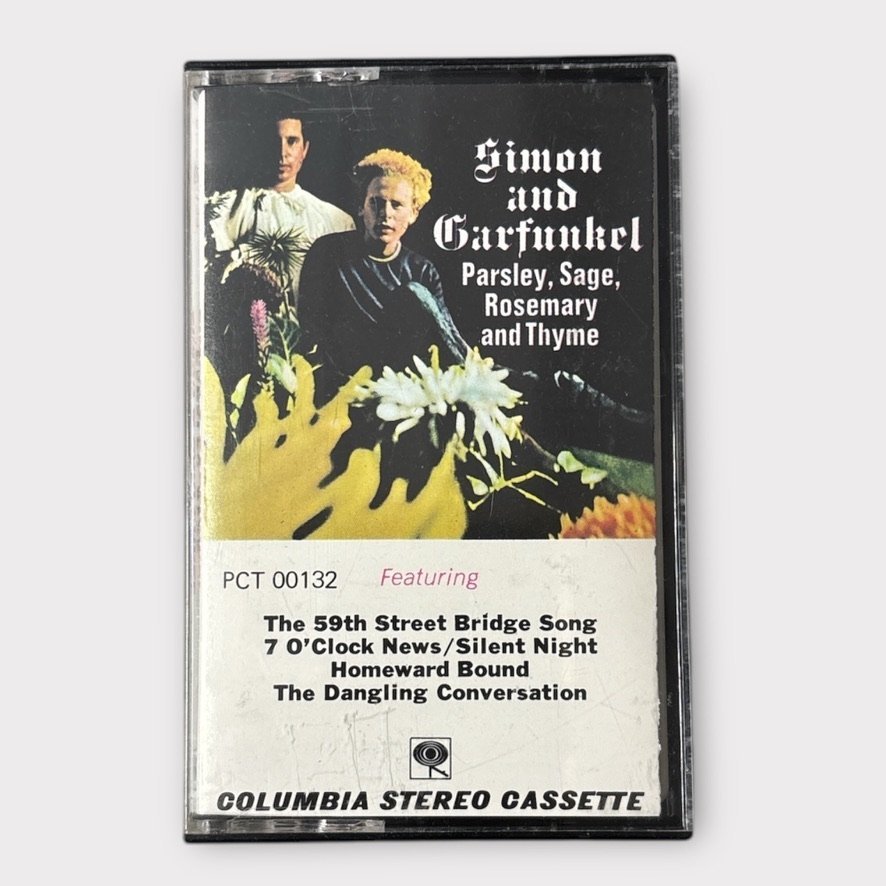 Simon
and
Garfunkel
Parsley, Sage,
Rosemary
and Thyme
PCT 00132 Featuring
The 59th Street Bridge Song
7 O'Clock News/Silent Night
Homeward Bound
The Dangling Conversation
COLUMBIA STEREO CASSETTE